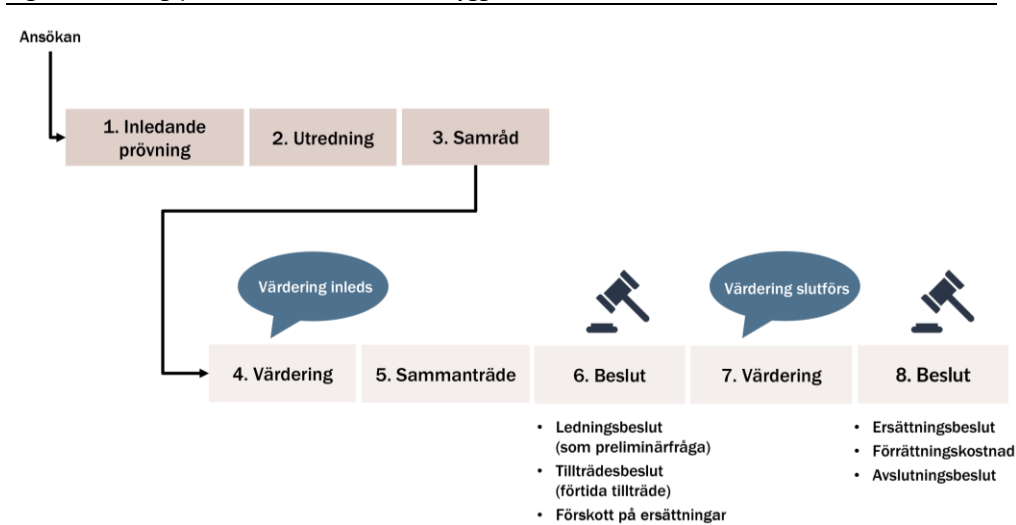 Ansökan
1. Inledande
prövning
2. Utredning
3. Samråd
Värdering inleds
Värdering slutförs
4. Värdering
5. Sammanträde
6. Beslut
7. Värdering
8. Beslut
• Ledningsbeslut
(som preliminärfråga)
• Tillträdesbeslut
(förtida tillträde)
• Förskott på ersättningar
• Ersättningsbeslut
• Förrättningskostnad
• Avslutningsbeslut